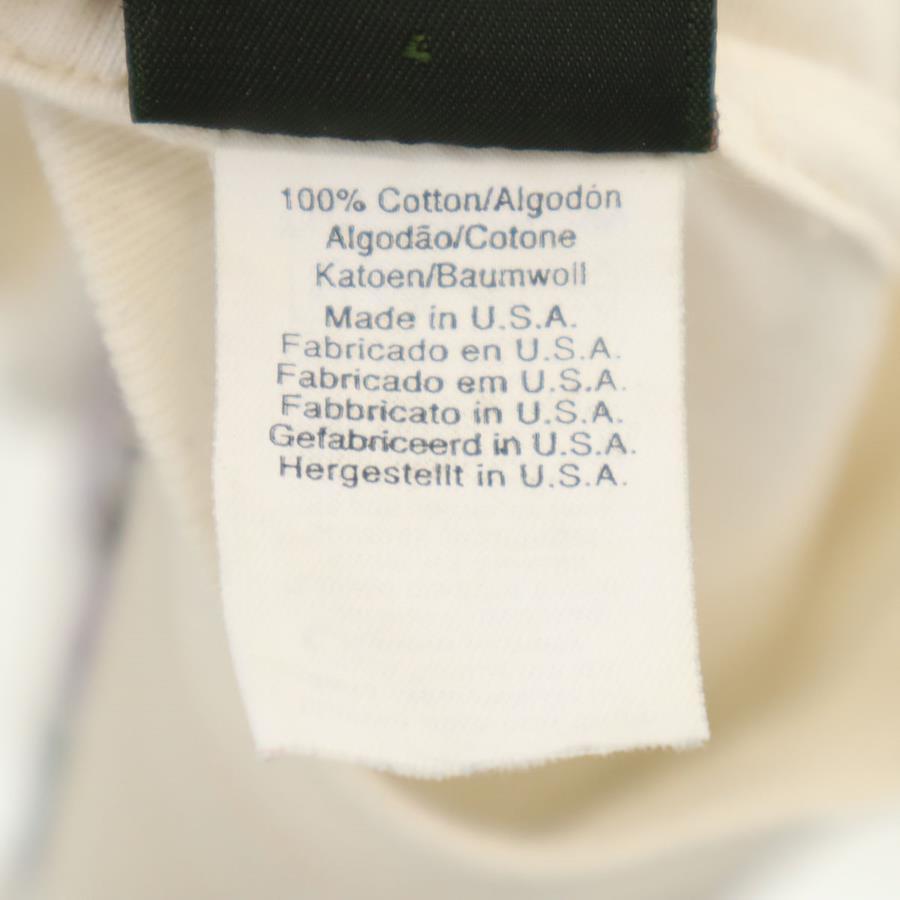 100% Cotton/Algodón
Algodão/Cotone
Katoen/Baumwoll
Made in U.S.A.
Fabricado en U.S.A.
Fabricado em U.S.A.
Fabbricato in U.S.A.
Gefabriceerd in U.S.A.
Hergestellt in U.S.A.